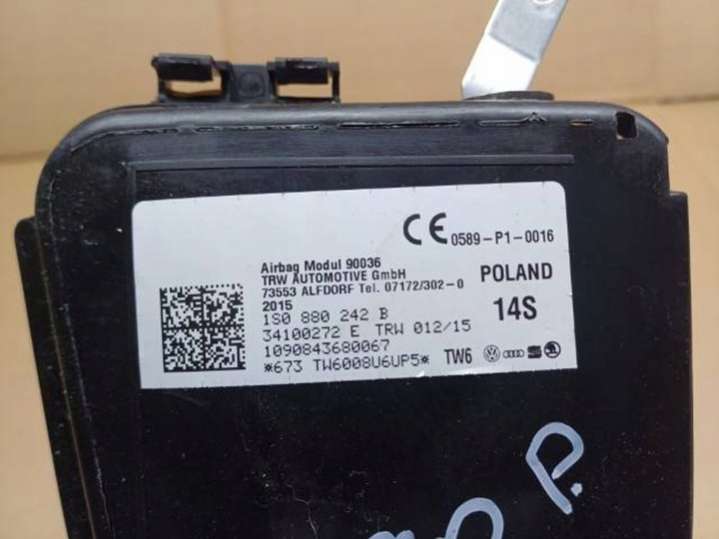 CE 0589-P1-0016
Airbag Modul 90036
TRW AUTOMOTIVE GmbH
73553 ALFDORF Tel. 07172/302-0
2015
POLAND
1S0 880 242 B
14S
34100272 E TRW 012/15
1090843680067
*673 TW6008U6UP5*
TW6
P.